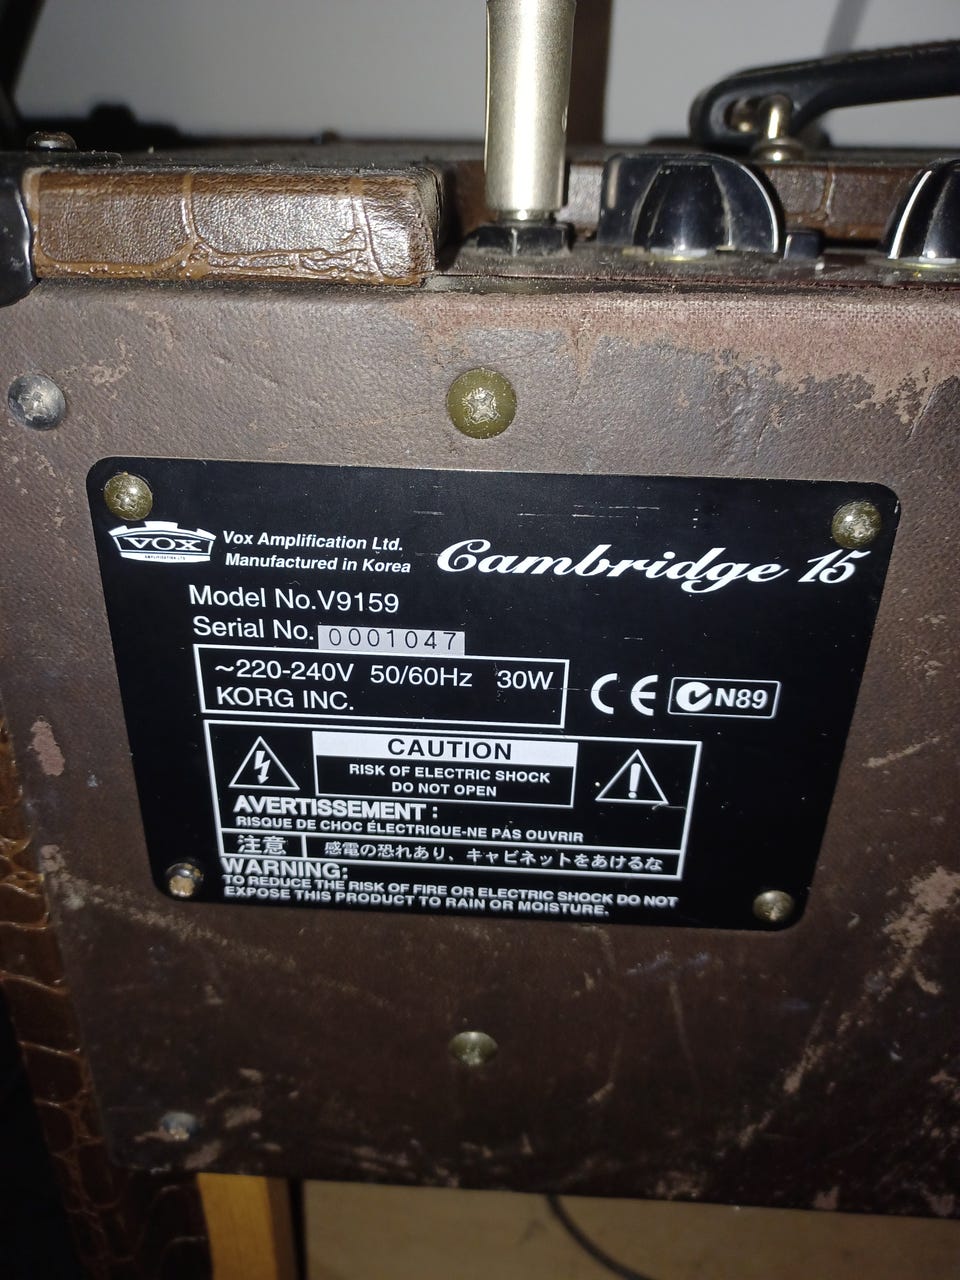 VOX
AMPLIFICATION LTD.
Vox Amplification Ltd.
Manufactured in Korea
Cambridge 15
Model No.V9159
Serial No. 0001047
~220-240V 50/60Hz 30W
KORG INC.
CE N89
CAUTION
RISK OF ELECTRIC SHOCK
DO NOT OPEN
AVERTISSEMENT :
RISQUE DE CHOC ÉLECTRIQUE-NE PAS OUVRIR
注意 感電の恐れあり、キャビネットをあけるな
WARNING:
TO REDUCE THE RISK OF FIRE OR ELECTRIC SHOCK DO NOT
EXPOSE THIS PRODUCT TO RAIN OR MOISTURE.